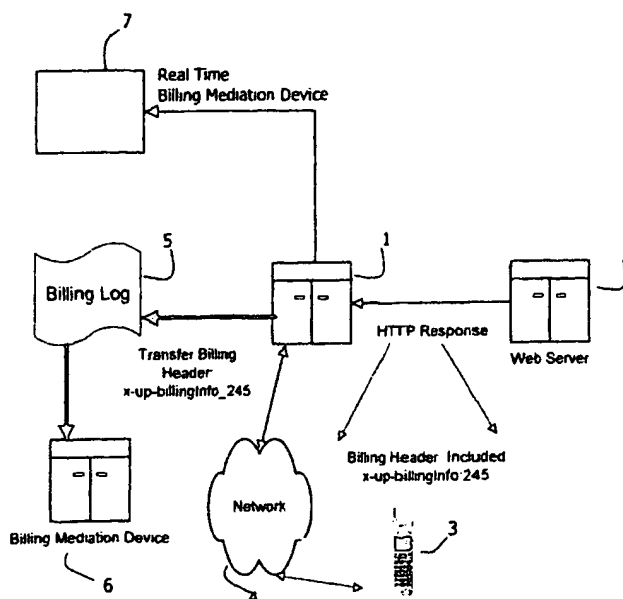 7
Real Time
Billing Mediation Device
5
1
Billing Log
HTTP Response
Web Server
Transfer Billing
Header
x-up-billingInfo_245
Billing Header Included
x-up-billingInfo:245
Network
3
Billing Mediation Device
6